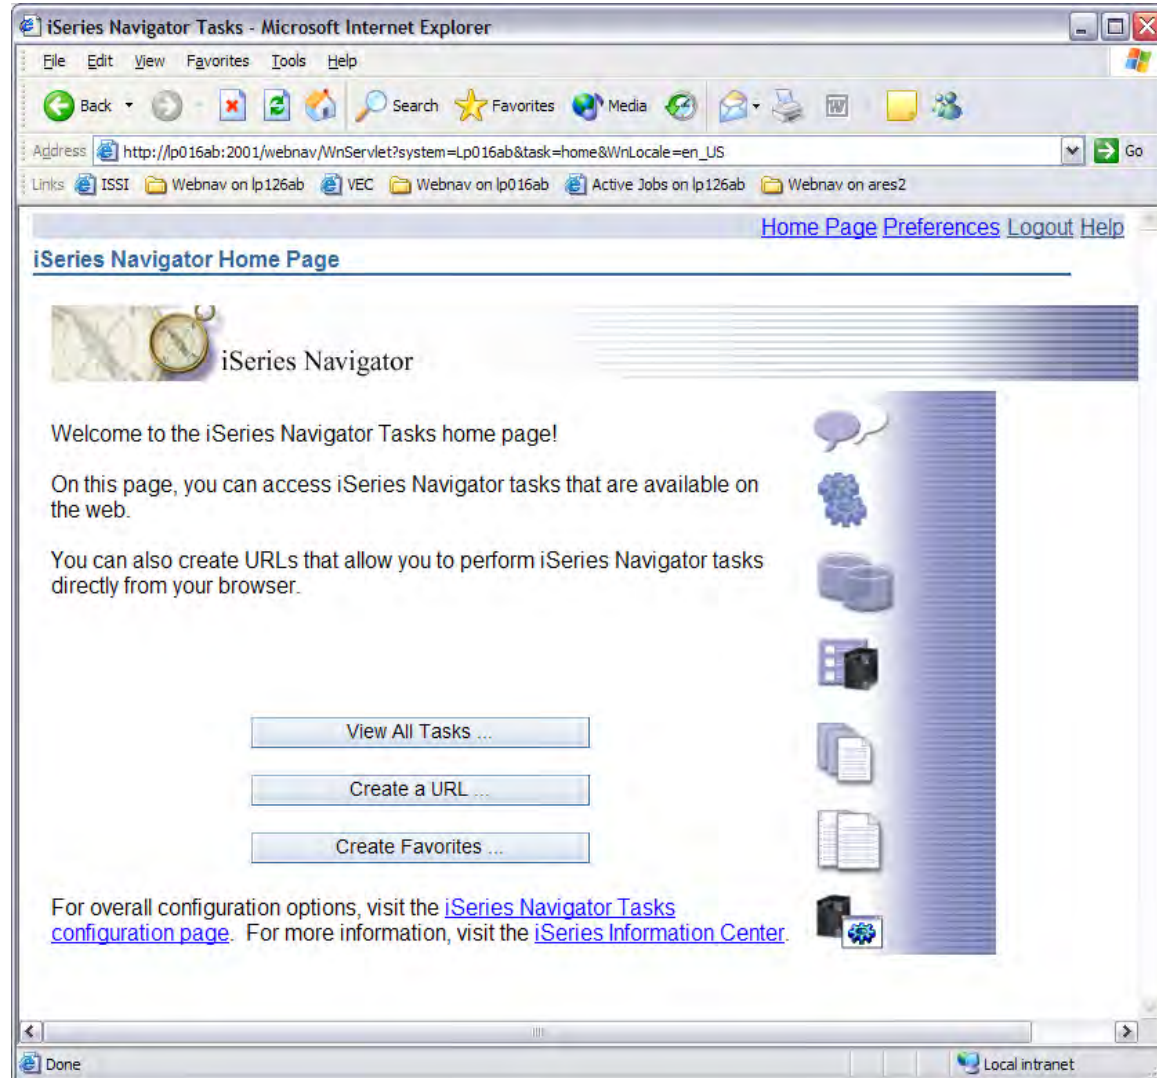 iSeries Navigator Tasks - Microsoft Internet Explorer
File Edit View Favorites Tools Help
Back Search Favorites Media
Address http://lp016ab:2001/webnav/WnServlet?system=Lp016ab&task=home&WnLocale=en_US Go
Links ISSI Webnav on lp126ab VEC Webnav on lp016ab Active Jobs on lp126ab Webnav on ares2
Home Page Preferences Logout Help
iSeries Navigator Home Page
iSeries Navigator
Welcome to the iSeries Navigator Tasks home page!
On this page, you can access iSeries Navigator tasks that are available on
the web.
You can also create URLs that allow you to perform iSeries Navigator tasks
directly from your browser.
View All Tasks ...
Create a URL ...
Create Favorites ...
For overall configuration options, visit the iSeries Navigator Tasks
configuration page. For more information, visit the iSeries Information Center.
Done Local intranet